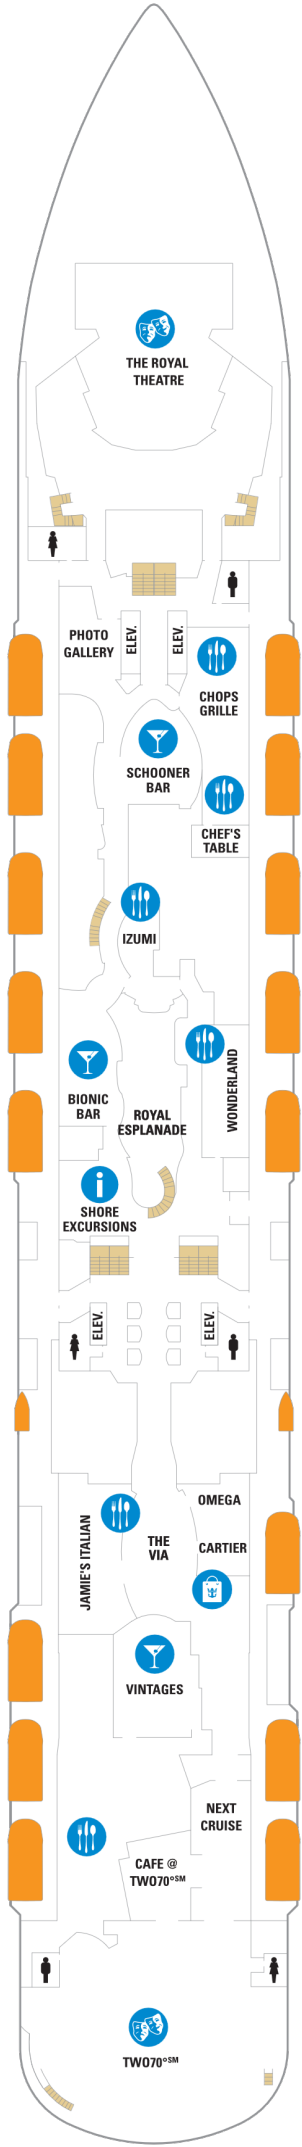 THE ROYAL
THEATRE
PHOTO
GALLERY
ELEV.
ELEV.
CHOPS
GRILLE
SCHOONER
BAR
CHEF'S
TABLE
IZUMI
WONDERLAND
BIONIC
BAR
ROYAL
ESPLANADE
SHORE
EXCURSIONS
ELEV.
ELEV.
OMEGA
JAMIE'S ITALIAN
THE
VIA
CARTIER
VINTAGES
NEXT
CRUISE
CAFE @
TWO70°SM
TWO70°SM